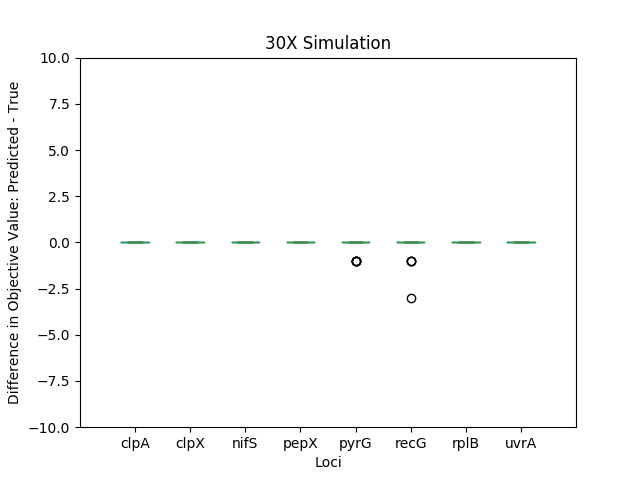 30X Simulation
Difference in Objective Value: Predicted - True
10.0
7.5
5.0
2.5
0.0
−2.5
−5.0
−7.5
−10.0
clpA clpX nifS pepX pyrG recG rplB uvrA
Loci